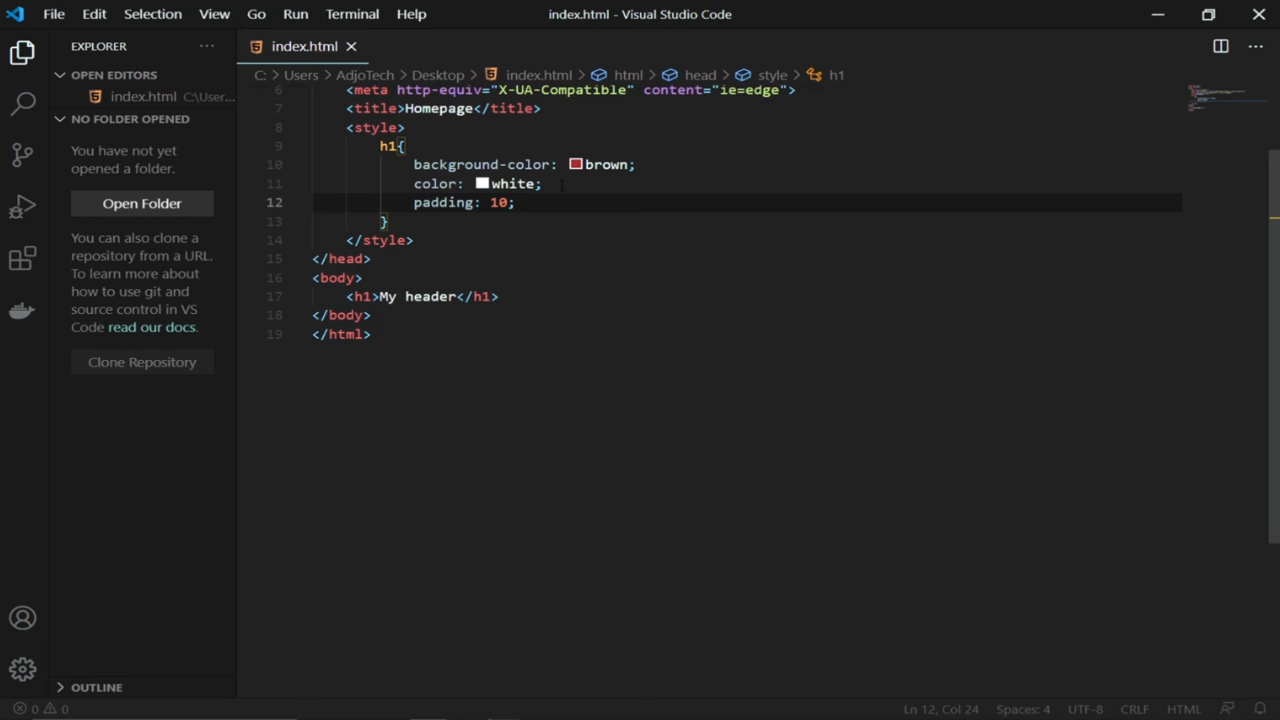 File Edit Selection View Go Run Terminal Help
index.html - Visual Studio Code
EXPLORER
OPEN EDITORS
index.html C:\User...
NO FOLDER OPENED
You have not yet
opened a folder.
Open Folder
You can also clone a
repository from a URL.
To learn more about
how to use git and
source control in VS
Code read our docs.
Clone Repository
OUTLINE
index.html
C: > Users > AdjoTech > Desktop > index.html > html > head > style > h1
6 <meta http-equiv="X-UA-Compatible" content="ie=edge">
7 <title>Homepage</title>
8 <style>
9 h1{
10 background-color: brown;
11 color: white;
12 padding: 10;
13 }
14 </style>
15 </head>
16 <body>
17 <h1>My header</h1>
18 </body>
19 </html>
0 0
Ln 12, Col 24 Spaces: 4 UTF-8 CRLF HTML